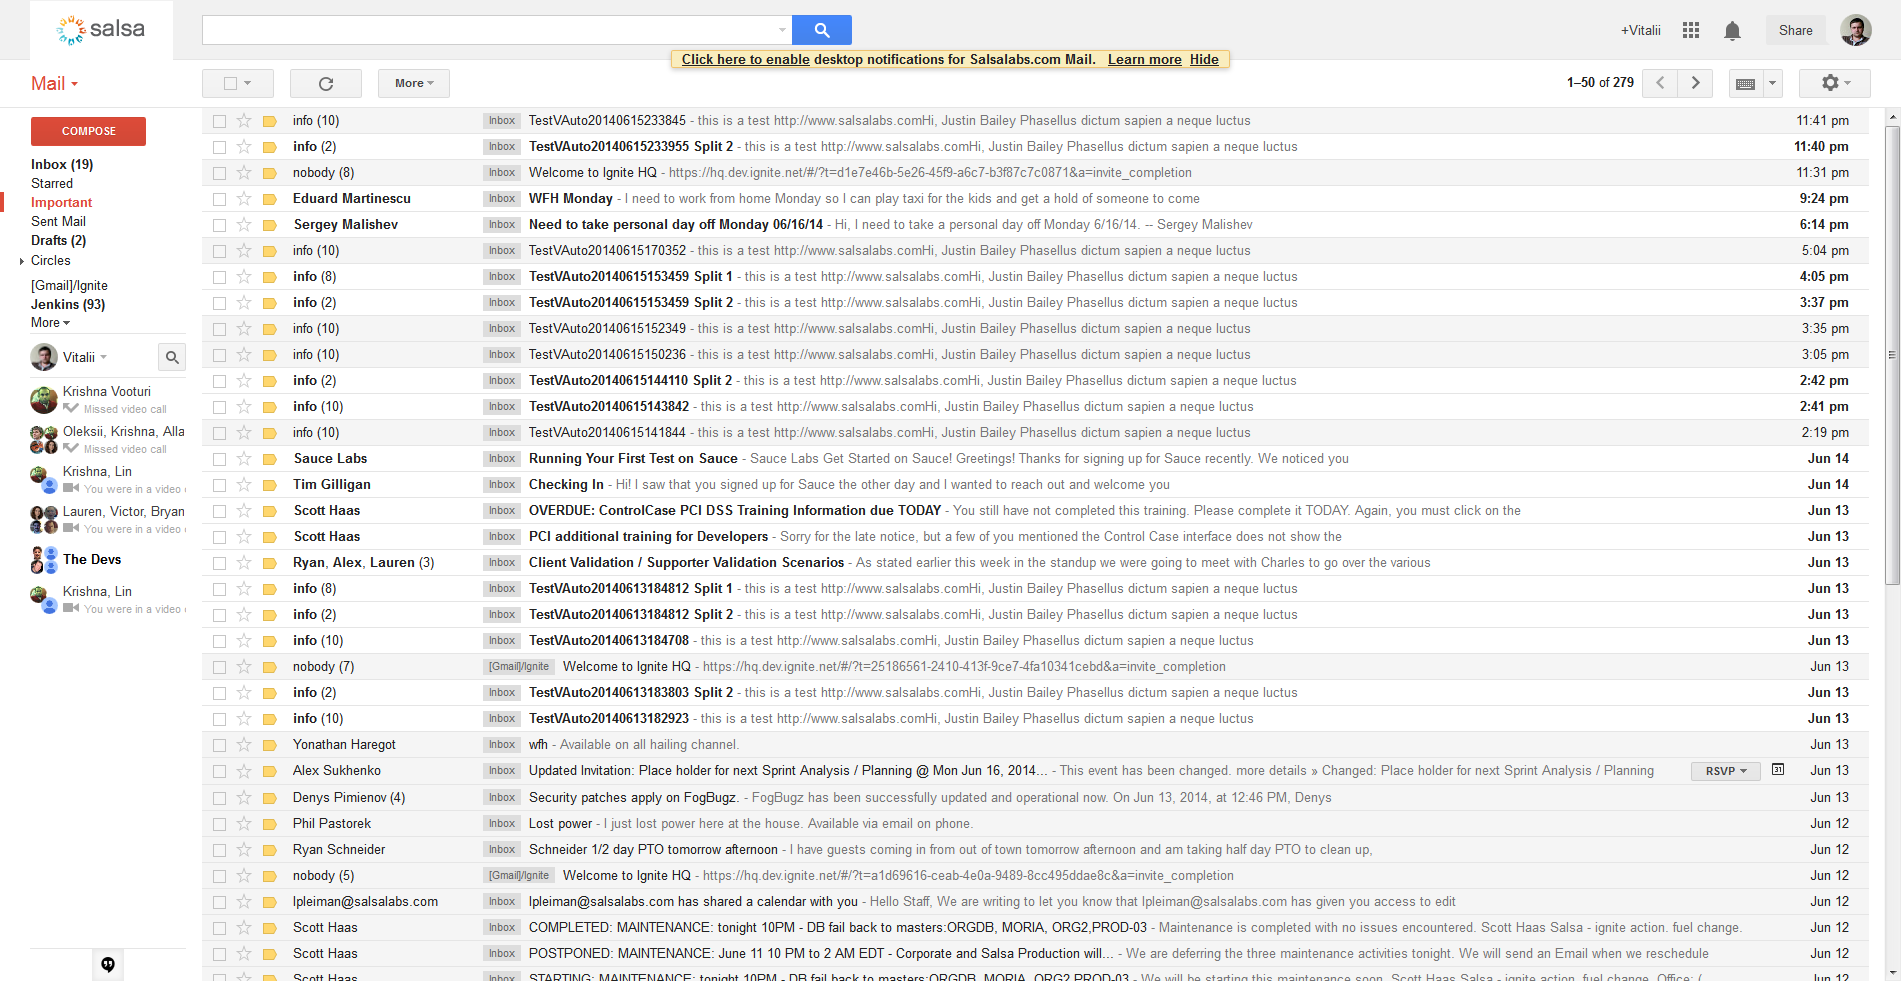 salsa
+Vitalii
Share
Click here to enable desktop notifications for Salsalabs.com Mail. Learn more Hide
Mail
More
1–50 of 279
COMPOSE
Inbox (19)
Starred
Important
Sent Mail
Drafts (2)
Circles
[Gmail]/Ignite
Jenkins (93)
More
Vitalii
Krishna Vooturi
Missed video call
Oleksii, Krishna, Alla
Missed video call
Krishna, Lin
You were in a video
Lauren, Victor, Bryan
You were in a video
The Devs
Krishna, Lin
You were in a video
info (10) Inbox TestVAuto20140615233845 - this is a test http://www.salsalabs.comHi, Justin Bailey Phasellus dictum sapien a neque luctus 11:41 pm
info (2) Inbox TestVAuto20140615233955 Split 2 - this is a test http://www.salsalabs.comHi, Justin Bailey Phasellus dictum sapien a neque luctus 11:40 pm
nobody (8) Inbox Welcome to Ignite HQ - https://hq.dev.ignite.net/#/?t=d1e7e46b-5e26-45f9-a6c7-b3f87c7c0871&a=invite_completion 11:31 pm
Eduard Martinescu Inbox WFH Monday - I need to work from home Monday so I can play taxi for the kids and get a hold of someone to come 9:24 pm
Sergey Malishev Inbox Need to take personal day off Monday 06/16/14 - Hi, I need to take a personal day off Monday 6/16/14. -- Sergey Malishev 6:14 pm
info (10) Inbox TestVAuto20140615170352 - this is a test http://www.salsalabs.comHi, Justin Bailey Phasellus dictum sapien a neque luctus 5:04 pm
info (8) Inbox TestVAuto20140615153459 Split 1 - this is a test http://www.salsalabs.comHi, Justin Bailey Phasellus dictum sapien a neque luctus 4:05 pm
info (2) Inbox TestVAuto20140615153459 Split 2 - this is a test http://www.salsalabs.comHi, Justin Bailey Phasellus dictum sapien a neque luctus 3:37 pm
info (10) Inbox TestVAuto20140615152349 - this is a test http://www.salsalabs.comHi, Justin Bailey Phasellus dictum sapien a neque luctus 3:35 pm
info (10) Inbox TestVAuto20140615150236 - this is a test http://www.salsalabs.comHi, Justin Bailey Phasellus dictum sapien a neque luctus 3:05 pm
info (2) Inbox TestVAuto20140615144110 Split 2 - this is a test http://www.salsalabs.comHi, Justin Bailey Phasellus dictum sapien a neque luctus 2:42 pm
info (10) Inbox TestVAuto20140615143842 - this is a test http://www.salsalabs.comHi, Justin Bailey Phasellus dictum sapien a neque luctus 2:41 pm
info (10) Inbox TestVAuto20140615141844 - this is a test http://www.salsalabs.comHi, Justin Bailey Phasellus dictum sapien a neque luctus 2:19 pm
Sauce Labs Inbox Running Your First Test on Sauce - Sauce Labs Get Started on Sauce! Greetings! Thanks for signing up for Sauce recently. We noticed you Jun 14
Tim Gilligan Inbox Checking In - Hi! I saw that you signed up for Sauce the other day and I wanted to reach out and welcome you Jun 14
Scott Haas Inbox OVERDUE: ControlCase PCI DSS Training Information due TODAY - You still have not completed this training. Please complete it TODAY. Again, you must click on the Jun 13
Scott Haas Inbox PCI additional training for Developers - Sorry for the late notice, but a few of you mentioned the Control Case interface does not show the Jun 13
Ryan, Alex, Lauren (3) Inbox Client Validation / Supporter Validation Scenarios - As stated earlier this week in the standup we were going to meet with Charles to go over the various Jun 13
info (8) Inbox TestVAuto20140613184812 Split 1 - this is a test http://www.salsalabs.comHi, Justin Bailey Phasellus dictum sapien a neque luctus Jun 13
info (2) Inbox TestVAuto20140613184812 Split 2 - this is a test http://www.salsalabs.comHi, Justin Bailey Phasellus dictum sapien a neque luctus Jun 13
info (10) Inbox TestVAuto20140613184708 - this is a test http://www.salsalabs.comHi, Justin Bailey Phasellus dictum sapien a neque luctus Jun 13
nobody (7) [Gmail]/Ignite Welcome to Ignite HQ - https://hq.dev.ignite.net/#/?t=25186561-2410-413f-9ce7-4fa10341cebd&a=invite_completion Jun 13
info (2) Inbox TestVAuto20140613183803 Split 2 - this is a test http://www.salsalabs.comHi, Justin Bailey Phasellus dictum sapien a neque luctus Jun 13
info (10) Inbox TestVAuto20140613182923 - this is a test http://www.salsalabs.comHi, Justin Bailey Phasellus dictum sapien a neque luctus Jun 13
Yonathan Haregot Inbox wfh - Available on all hailing channel. Jun 13
Alex Sukhenko Inbox Updated Invitation: Place holder for next Sprint Analysis / Planning @ Mon Jun 16, 2014... - This event has been changed. more details » Changed: Place holder for next Sprint Analysis / Planning RSVP 31 Jun 13
Denys Pimienov (4) Inbox Security patches apply on FogBugz. - FogBugz has been successfully updated and operational now. On Jun 13, 2014, at 12:46 PM, Denys Jun 13
Phil Pastorek Inbox Lost power - I just lost power here at the house. Available via email on phone. Jun 12
Ryan Schneider Inbox Schneider 1/2 day PTO tomorrow afternoon - I have guests coming in from out of town tomorrow afternoon and am taking half day PTO to clean up, Jun 12
nobody (5) [Gmail]/Ignite Welcome to Ignite HQ - https://hq.dev.ignite.net/#/?t=a1d69616-ceab-4e0a-9489-8cc495ddae8c&a=invite_completion Jun 12
lpleiman@salsalabs.com Inbox lpleiman@salsalabs.com has shared a calendar with you - Hello Staff, We are writing to let you know that lpleiman@salsalabs.com has given you access to edit Jun 12
Scott Haas Inbox COMPLETED: MAINTENANCE: tonight 10PM - DB fail back to masters:ORGDB, MORIA, ORG2,PROD-03 - Maintenance is completed with no issues encountered. Scott Haas Salsa - ignite action. fuel change. Jun 12
Scott Haas Inbox POSTPONED: MAINTENANCE: June 11 10 PM to 2 AM EDT - Corporate and Salsa Production will... - We are deferring the three maintenance activities tonight. We will send an Email when we reschedule Jun 12
Scott Haas Inbox STARTING: MAINTENANCE: tonight 10PM - DB fail back to masters:ORGDB, MORIA, ORG2,PROD-03 - We will be starting this maintenance soon. Scott Haas Salsa - ignite action. fuel change. Office: ( Jun 12